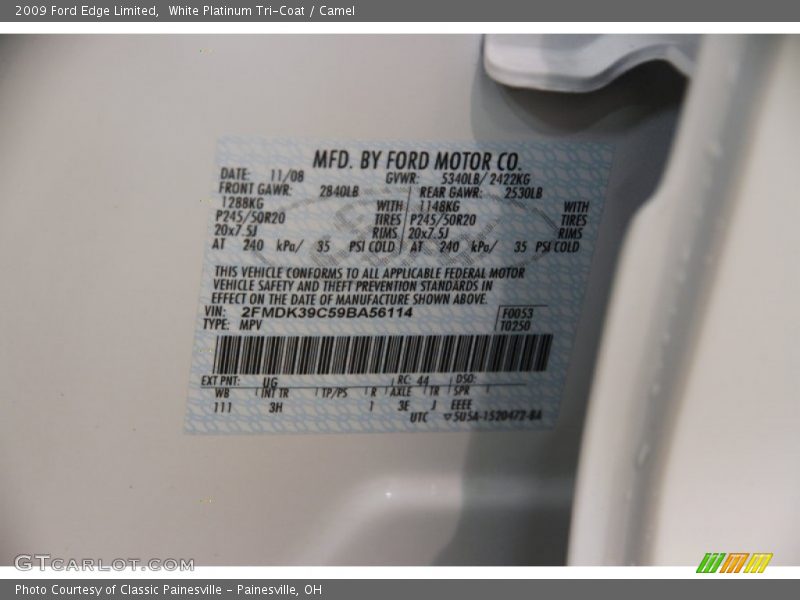 2009 Ford Edge Limited,  White Platinum Tri-Coat / Camel
MFD. BY FORD MOTOR CO.
DATE: 11/08 GVWR: 5340LB/ 2422KG
FRONT GAWR: 2840LB REAR GAWR: 2530LB
1288KG WITH 1148KG WITH
P245/50R20 TIRES P245/50R20 TIRES
20x7.5J RIMS 20x7.5J RIMS
AT 240 kPa/ 35 PSI COLD AT 240 kPa/ 35 PSI COLD
THIS VEHICLE CONFORMS TO ALL APPLICABLE FEDERAL MOTOR
VEHICLE SAFETY AND THEFT PREVENTION STANDARDS IN
EFFECT ON THE DATE OF MANUFACTURE SHOWN ABOVE.
VIN: 2FMDK39C59BA56114 F0053
TYPE: MPV T0250
EXT PNT: UG RC: 44 DSO:
WB INT TR TP/PS R AXLE TR SPR
111 3H 1 3E J EEEE
UTC ▽5U5A-1520472-BA
GTCARLOT.COM
Photo Courtesy of Classic Painesville - Painesville, OH